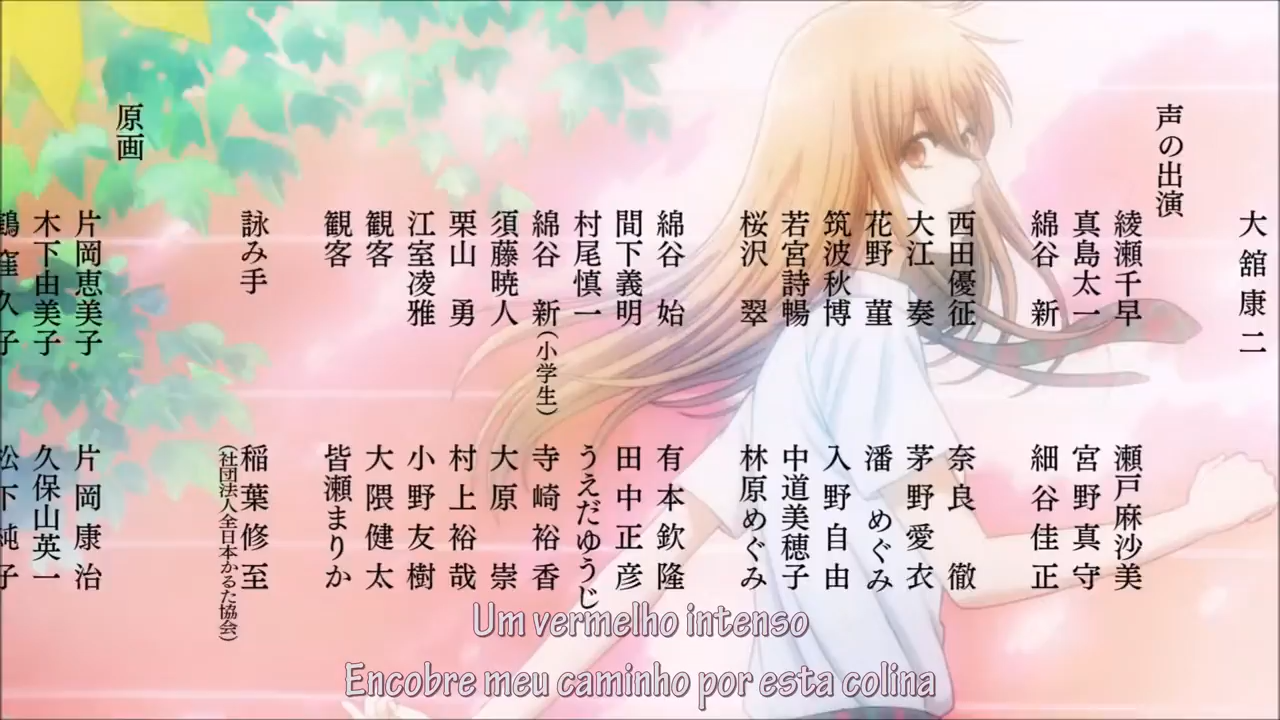 大舘康二
声の出演
綾瀬千早 瀬戸麻沙美
真島太一 宮野真守
綿谷 新 細谷佳正
西田優征 奈良 徹
大江 奏 茅野愛衣
花野 菫 潘 めぐみ
筑波秋博 入野自由
若宮詩暢 中道美穂子
桜沢 翠 林原めぐみ
綿谷 始 有本欽隆
間下義明 田中正彦
村尾慎一 うえだゆうじ
綿谷 新(小学生) 寺崎裕香
須藤暁人 大原 崇
栗山 勇 村上裕哉
江室凌雅 小野友樹
観客 大隈健太
観客 皆瀬まりか
詠み手 稲葉修至
(社団法人全日本かるた協会)
原画
片岡恵美子 片岡康治
木下由美子 久保山英一
鶴窪久子 松下純子
Um vermelho intenso
Encobre meu caminho por esta colina